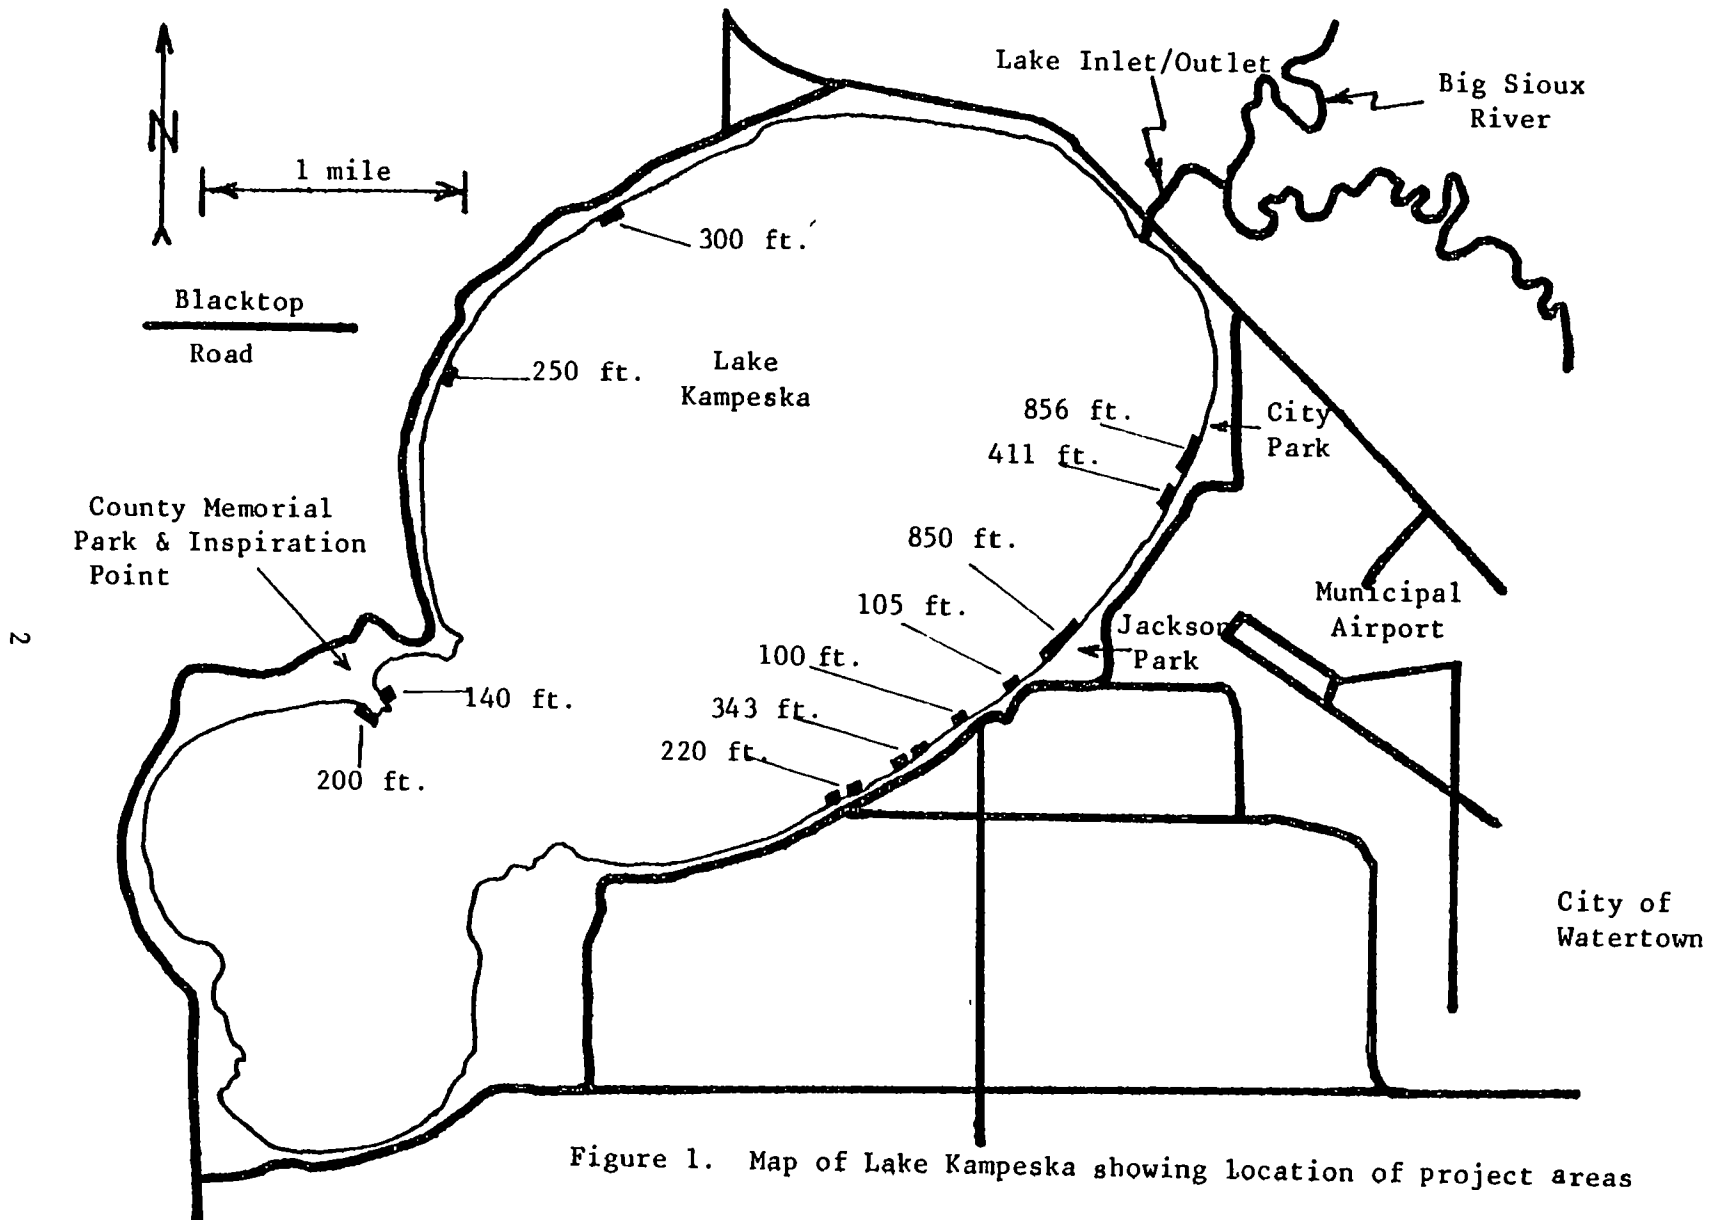 Lake Inlet/Outlet
Big Sioux
River
N
1 mile
300 ft.
Blacktop
Road
250 ft.
Lake
Kampeska
856 ft.
City
Park
411 ft.
County Memorial
Park & Inspiration
Point
850 ft.
Municipal
Airport
105 ft.
Jackson
Park
100 ft.
140 ft.
343 ft.
220 ft.
200 ft.
City of
Watertown
2
Figure 1. Map of Lake Kampeska showing location of project areas